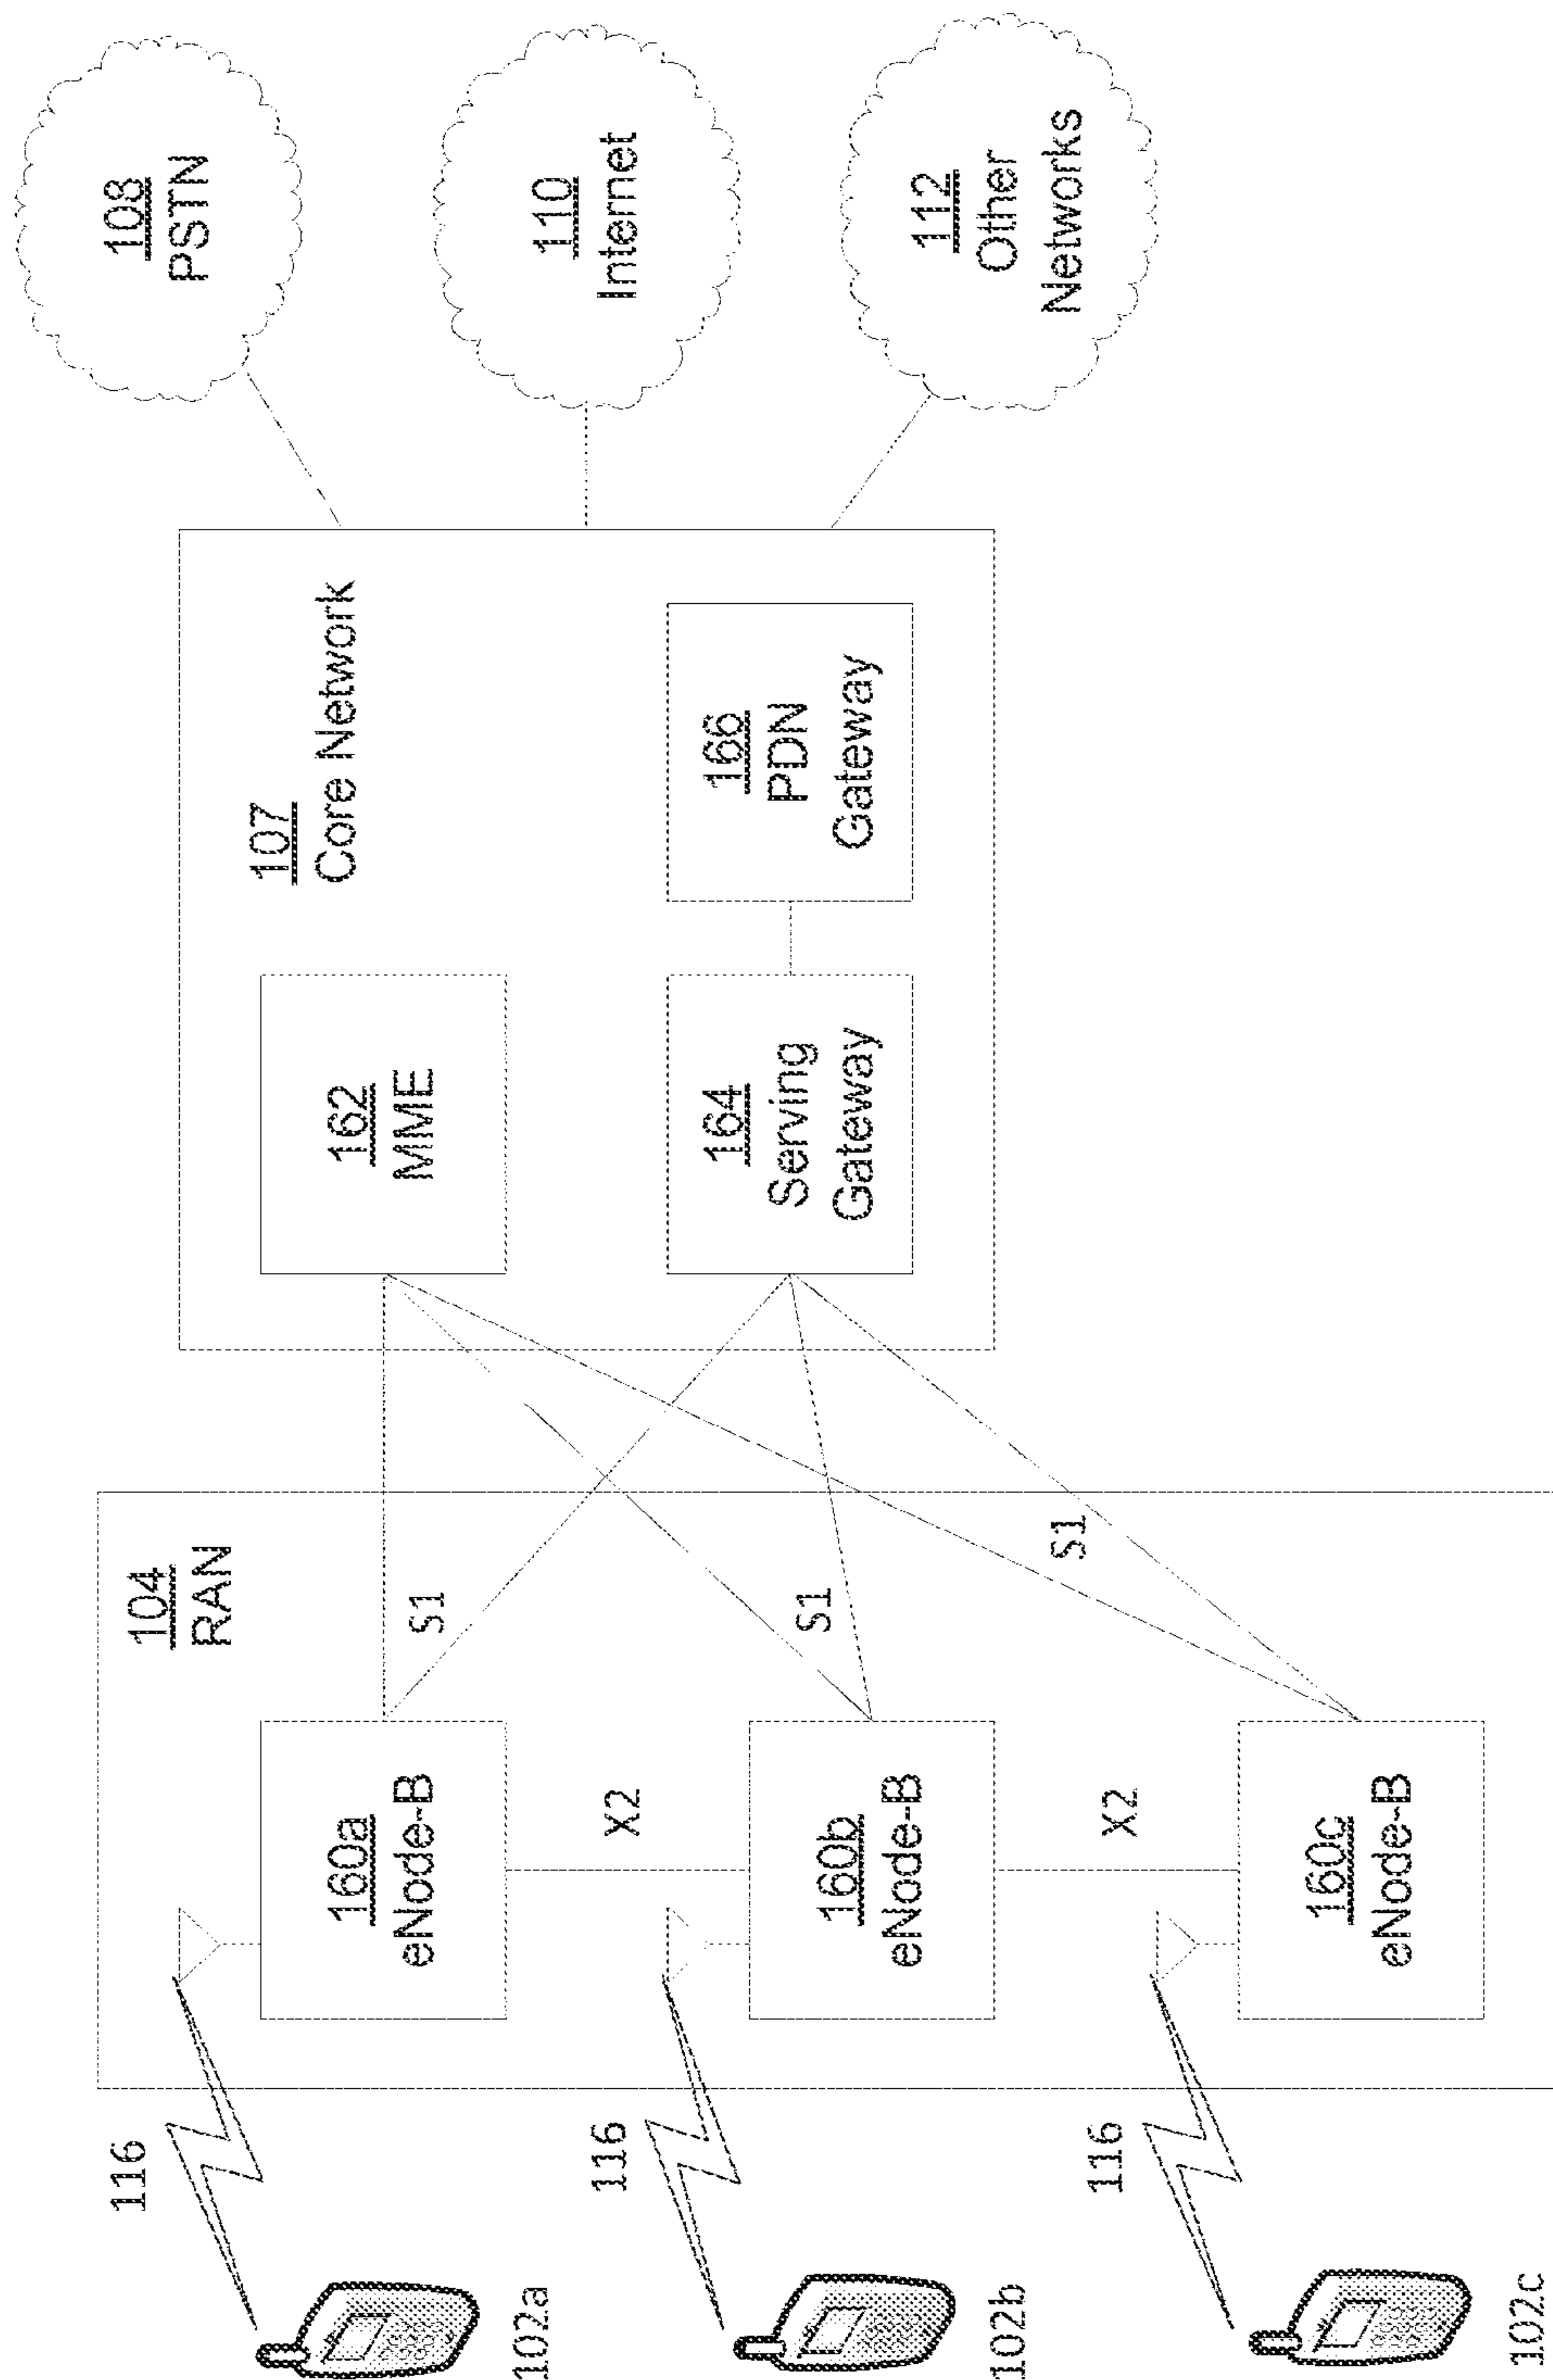 116
102a
116
102b
116
102c
104
RAN
160a
eNode-B
X2
160b
eNode-B
X2
160c
eNode-B
S1
S1
S1
107
Core Network
162
MME
164
Serving
Gateway
166
PDN
Gateway
108
PSTN
110
Internet
112
Other
Networks